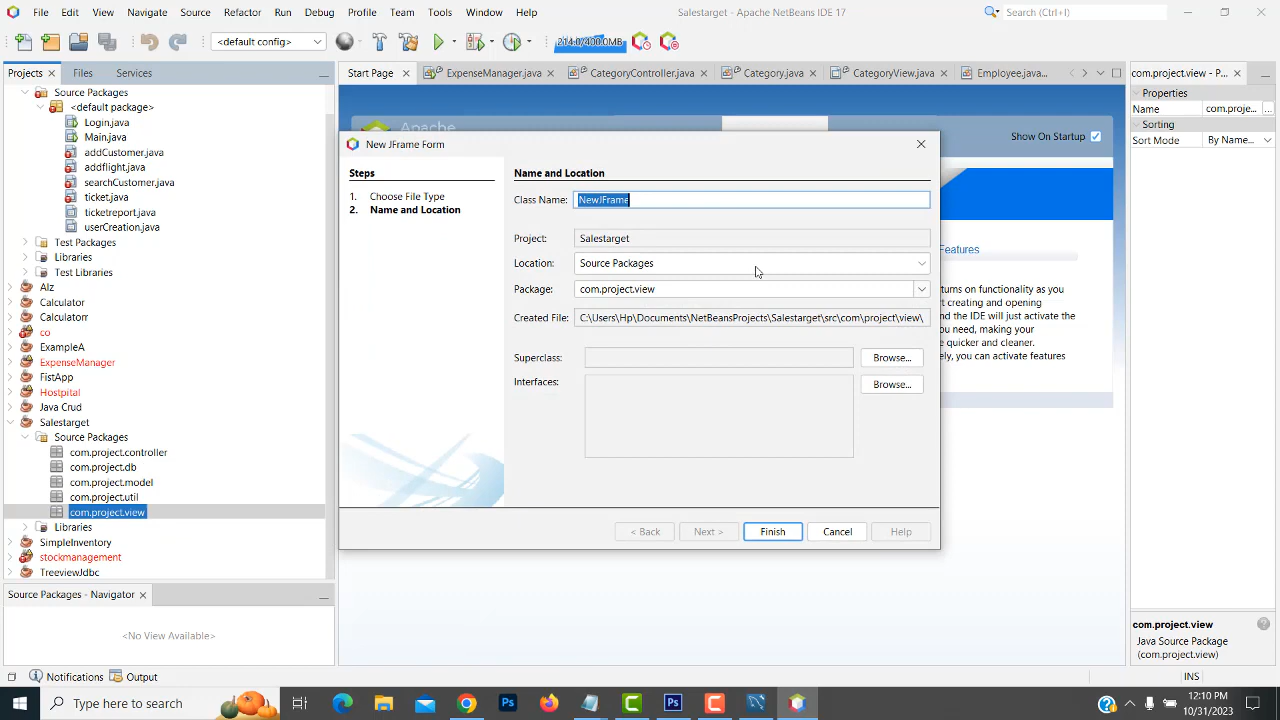 File Edit View Navigate Source Refactor Run Debug Profile Team Tools Window Help
Salestarget - Apache NetBeans IDE 17
Search (Ctrl+I)
<default config>
214.0/400.0MB
Projects Files Services
Start Page ExpenseManager.java CategoryController.java Category.java CategoryView.java Employee.java
com.project.view - P...
Source Packages
<default package>
Login.java
Main.java
addCustomer.java
addflight.java
searchCustomer.java
ticket.java
ticketreport.java
userCreation.java
Test Packages
Libraries
Test Libraries
Alz
Calculator
Calculatorr
co
ExampleA
ExpenseManager
FistApp
Hostpital
Java Crud
Salestarget
Source Packages
com.project.controller
com.project.db
com.project.model
com.project.util
com.project.view
Libraries
SimpleInventory
stockmanagement
TreeviewJdbc
Source Packages - Navigator
<No View Available>
Notifications Output
Apache
Show On Startup
New JFrame Form
Steps
1. Choose File Type
2. Name and Location
Name and Location
Class Name: NewJFrame
Project: Salestarget
Location: Source Packages
Package: com.project.view
Created File: C:\Users\Hp\Documents\NetBeansProjects\Salestarget\src\com\project\view\
Superclass: Browse...
Interfaces: Browse...
< Back Next > Finish Cancel Help
Features
turns on functionality as you
start creating and opening
nd the IDE will just activate the
ou need, making your
e quicker and cleaner.
ely, you can activate features
Properties
Name com.proje... ...
Sorting
Sort Mode By Name...
com.project.view
Java Source Package
(com.project.view)
INS
Type here to search
12:10 PM
10/31/2023